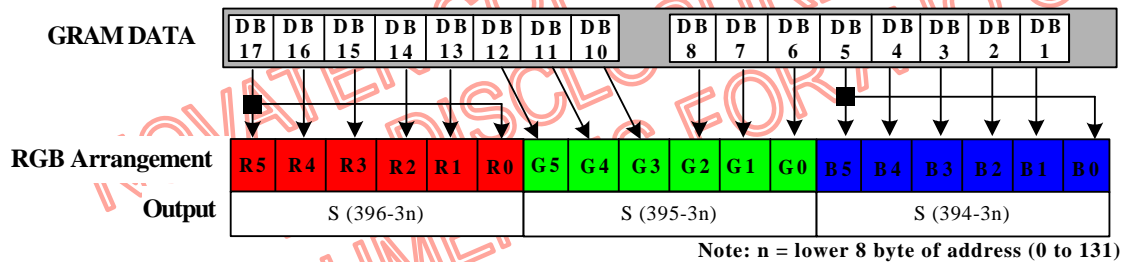 GRAM DATA
DB 17 DB 16 DB 15 DB 14 DB 13 DB 12 DB 11 DB 10 DB 8 DB 7 DB 6 DB 5 DB 4 DB 3 DB 2 DB 1
RGB Arrangement
R5 R4 R3 R2 R1 R0 G5 G4 G3 G2 G1 G0 B5 B4 B3 B2 B1 B0
Output
S (396-3n) S (395-3n) S (394-3n)
Note: n = lower 8 byte of address (0 to 131)